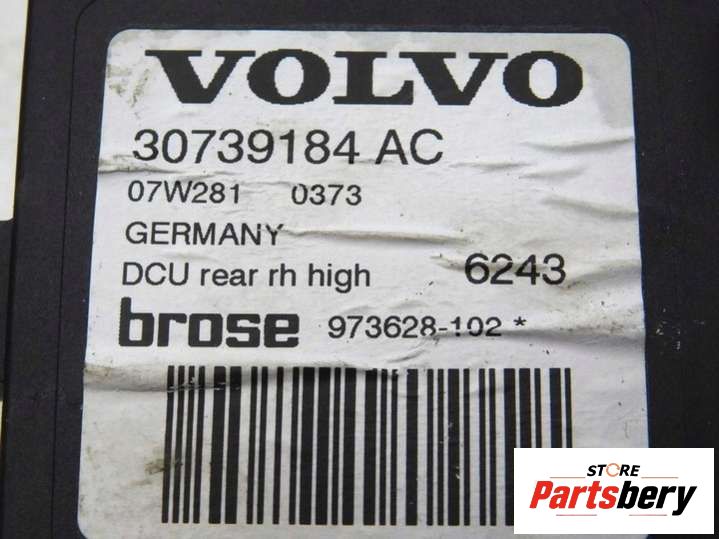 VOLVO
30739184 AC
07W281 0373
GERMANY
DCU rear rh high 6243
brose 973628-102 *
STORE
Partsbery